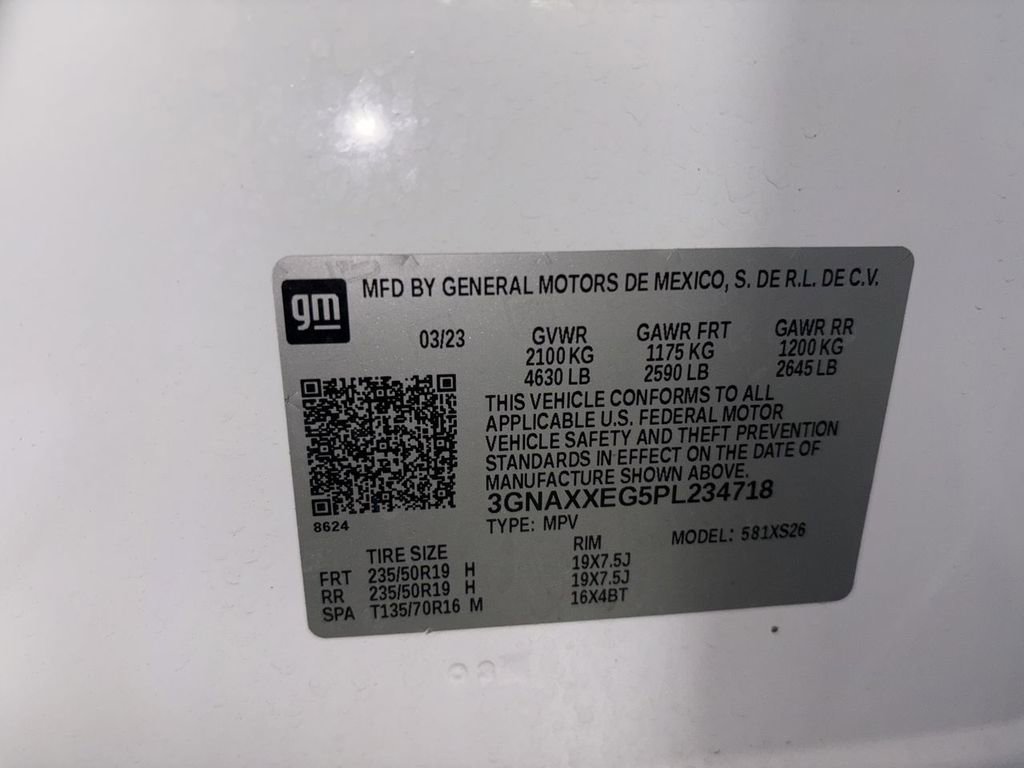 gm
MFD BY GENERAL MOTORS DE MEXICO, S. DE R.L. DE C.V.
03/23
GVWR GAWR FRT GAWR RR
2100 KG 1175 KG 1200 KG
4630 LB 2590 LB 2645 LB
THIS VEHICLE CONFORMS TO ALL
APPLICABLE U.S. FEDERAL MOTOR
VEHICLE SAFETY AND THEFT PREVENTION
STANDARDS IN EFFECT ON THE DATE OF
MANUFACTURE SHOWN ABOVE.
3GNAXXEG5PL234718
8624
TYPE: MPV MODEL: 581XS26
TIRE SIZE RIM
FRT 235/50R19 H 19X7.5J
RR 235/50R19 H 19X7.5J
SPA T135/70R16 M 16X4BT